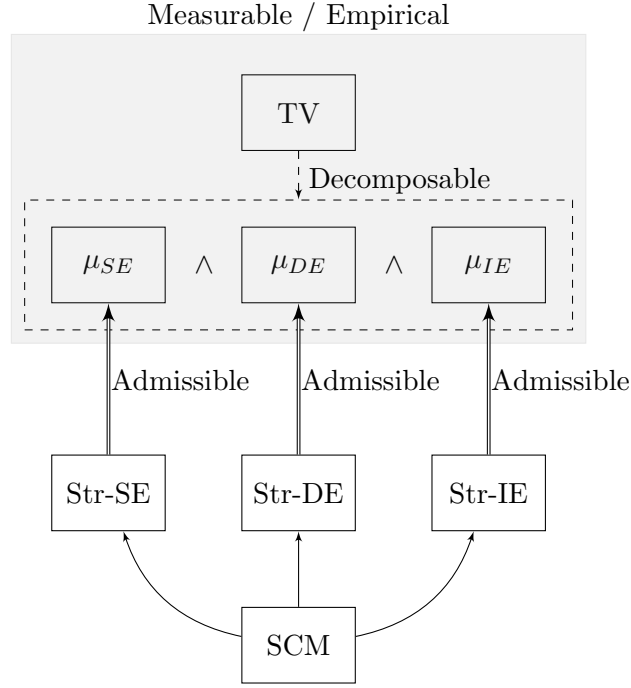 Measurable / Empirical
TV
Decomposable
μ_SE ∧ μ_DE ∧ μ_IE
Admissible Admissible Admissible
Str-SE Str-DE Str-IE
SCM